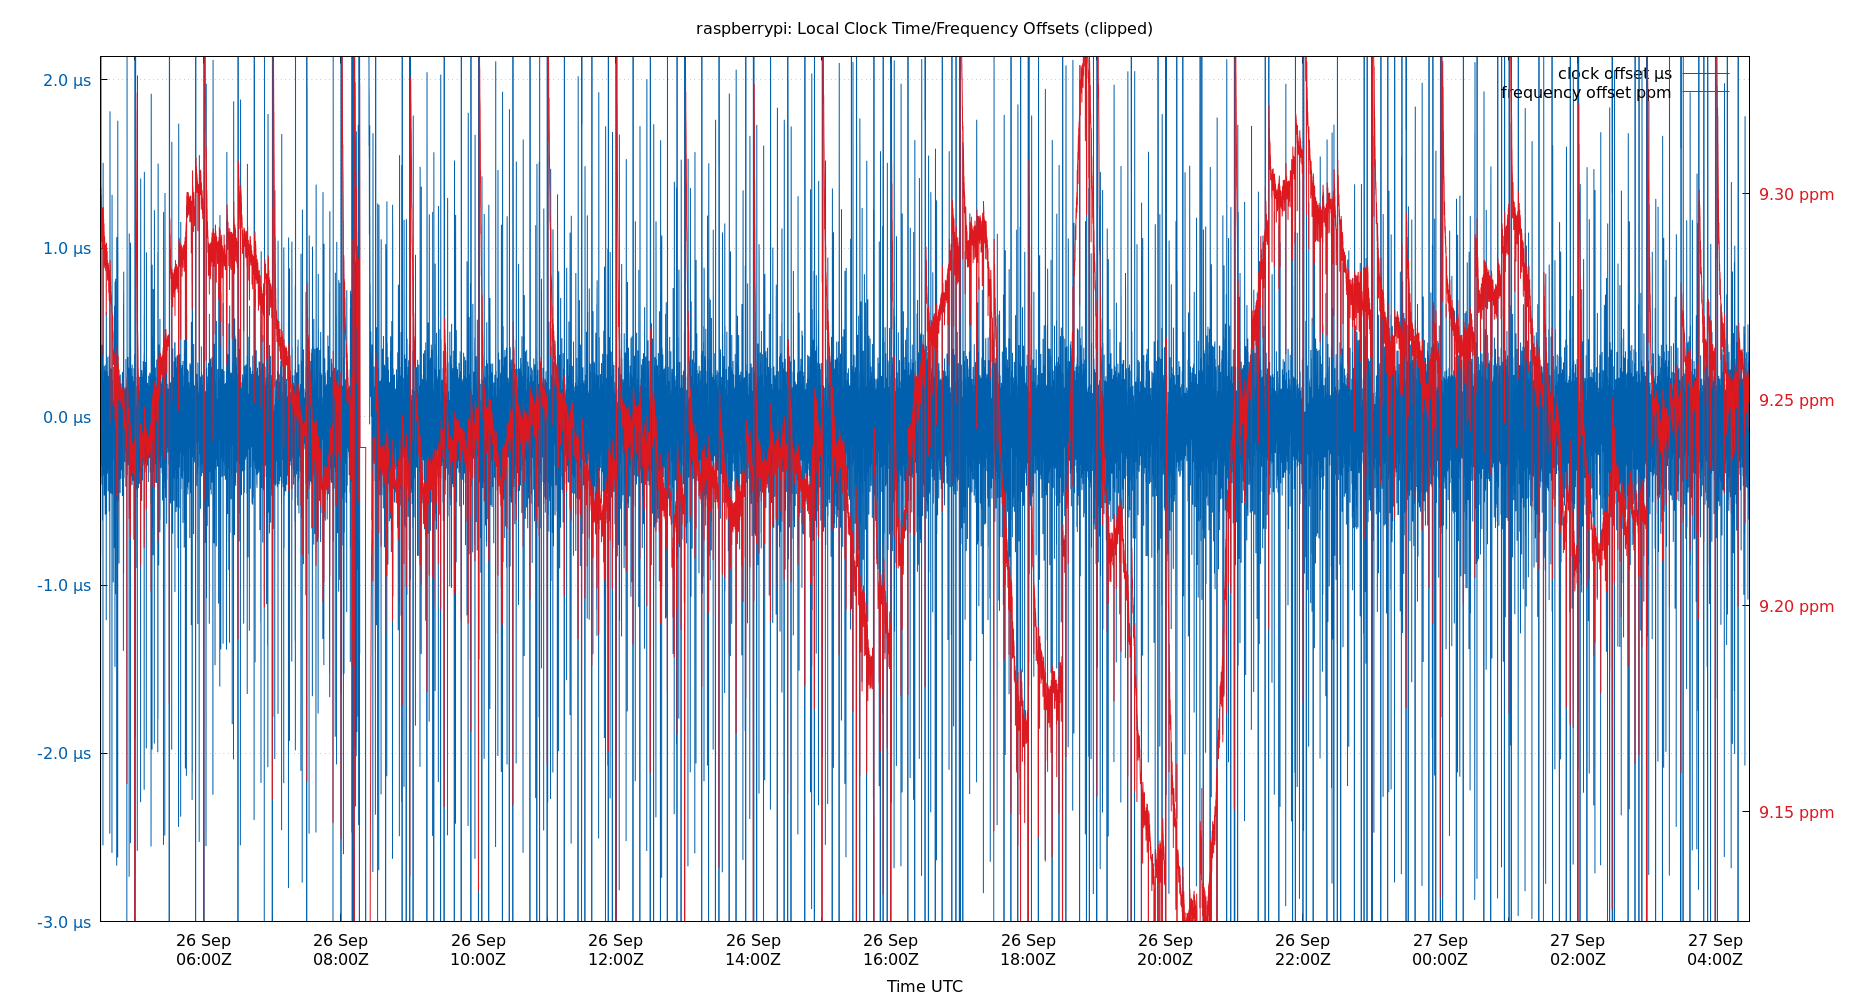 raspberrypi: Local Clock Time/Frequency Offsets (clipped)
clock offset µs
frequency offset ppm
2.0 µs
1.0 µs
0.0 µs
-1.0 µs
-2.0 µs
-3.0 µs
9.30 ppm
9.25 ppm
9.20 ppm
9.15 ppm
26 Sep 26 Sep 26 Sep 26 Sep 26 Sep 26 Sep 26 Sep 26 Sep 26 Sep 27 Sep 27 Sep 27 Sep
06:00Z 08:00Z 10:00Z 12:00Z 14:00Z 16:00Z 18:00Z 20:00Z 22:00Z 00:00Z 02:00Z 04:00Z
Time UTC